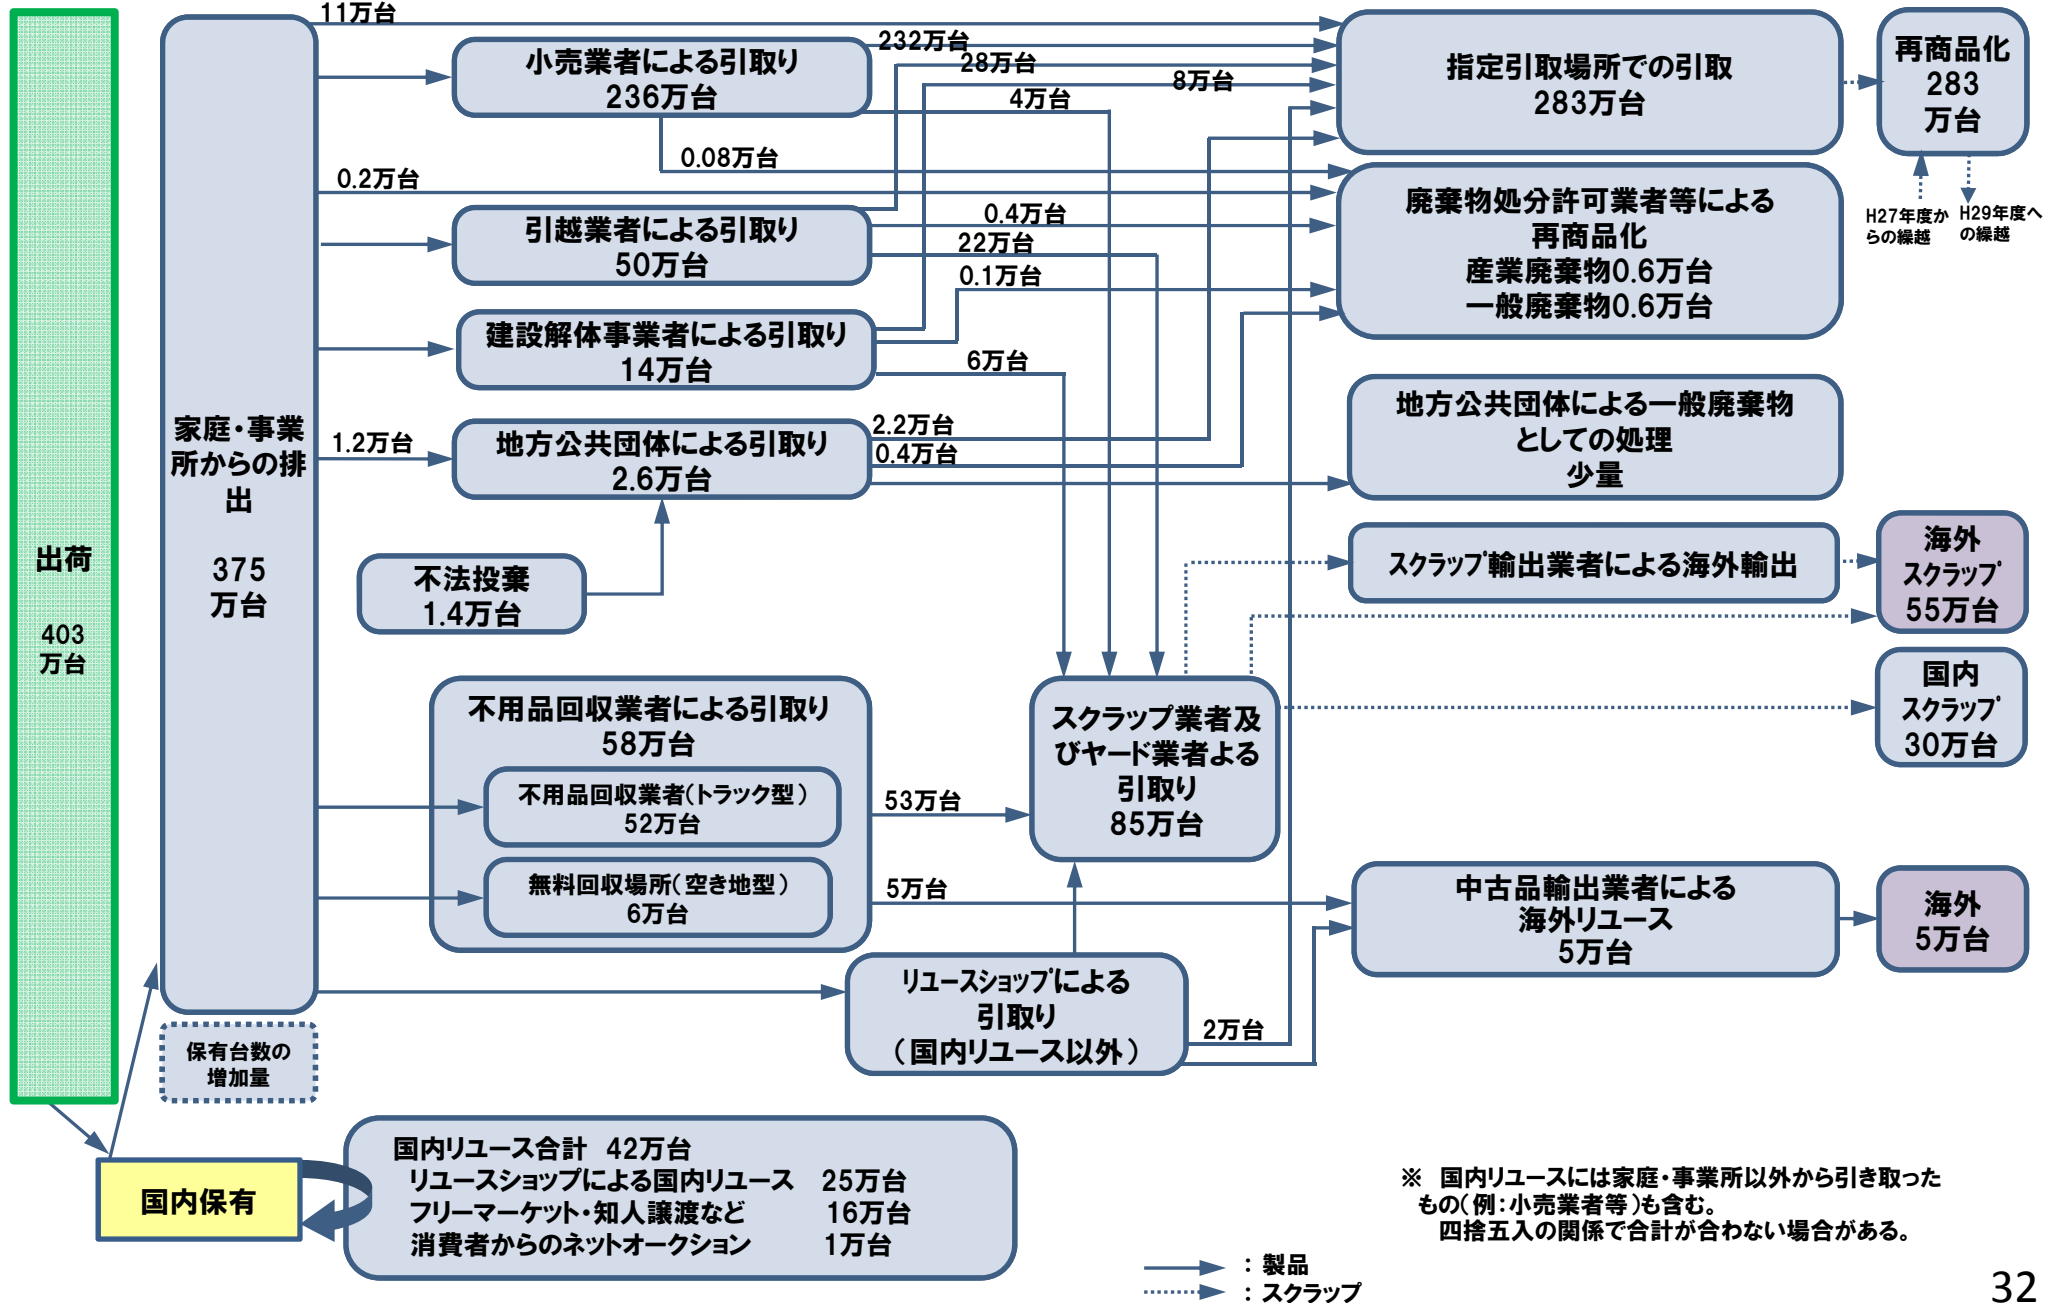 11万台
小売業者による引取り
236万台
232万台
28万台
8万台
4万台
指定引取場所での引取
283万台
再商品化
283
万台
0.08万台
0.2万台
H27年度か
らの繰越
H29年度へ
の繰越
引越業者による引取り
50万台
0.4万台
22万台
0.1万台
廃棄物処分許可業者等による
再商品化
産業廃棄物0.6万台
一般廃棄物0.6万台
建設解体事業者による引取り
14万台
6万台
家庭・事業
所からの排
出
375
万台
1.2万台
地方公共団体による引取り
2.6万台
2.2万台
0.4万台
地方公共団体による一般廃棄物
としての処理
少量
出荷
403
万台
不法投棄
1.4万台
スクラップ輸出業者による海外輸出
海外
スクラップ
55万台
国内
スクラップ
30万台
不用品回収業者による引取り
58万台
不用品回収業者(トラック型)
52万台
無料回収場所(空き地型)
6万台
53万台
5万台
スクラップ業者及
びヤード業者よる
引取り
85万台
中古品輸出業者による
海外リユース
5万台
海外
5万台
リユースショップによる
引取り
(国内リユース以外)
2万台
保有台数の
増加量
国内保有
国内リユース合計 42万台
リユースショップによる国内リユース 25万台
フリーマーケット・知人譲渡など 16万台
消費者からのネットオークション 1万台
※ 国内リユースには家庭・事業所以外から引き取った
もの(例:小売業者等)も含む。
四捨五入の関係で合計が合わない場合がある。
:製品
:スクラップ
32